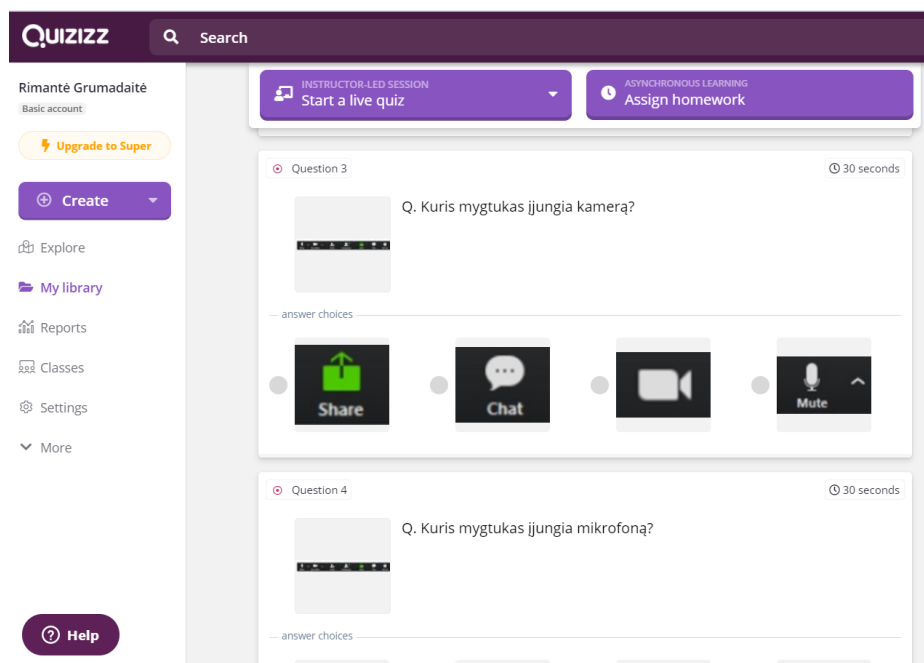 QUIZIZZ
Search
Rimantė Grumadaitė
Basic account
Upgrade to Super
Create
Explore
My library
Reports
Classes
Settings
More
Help
INSTRUCTOR-LED SESSION
Start a live quiz
ASYNCHRONOUS LEARNING
Assign homework
Question 3
30 seconds
Q. Kuris mygtukas įjungia kamerą?
answer choices
Share
Chat
Mute
Question 4
30 seconds
Q. Kuris mygtukas įjungia mikrofoną?
answer choices